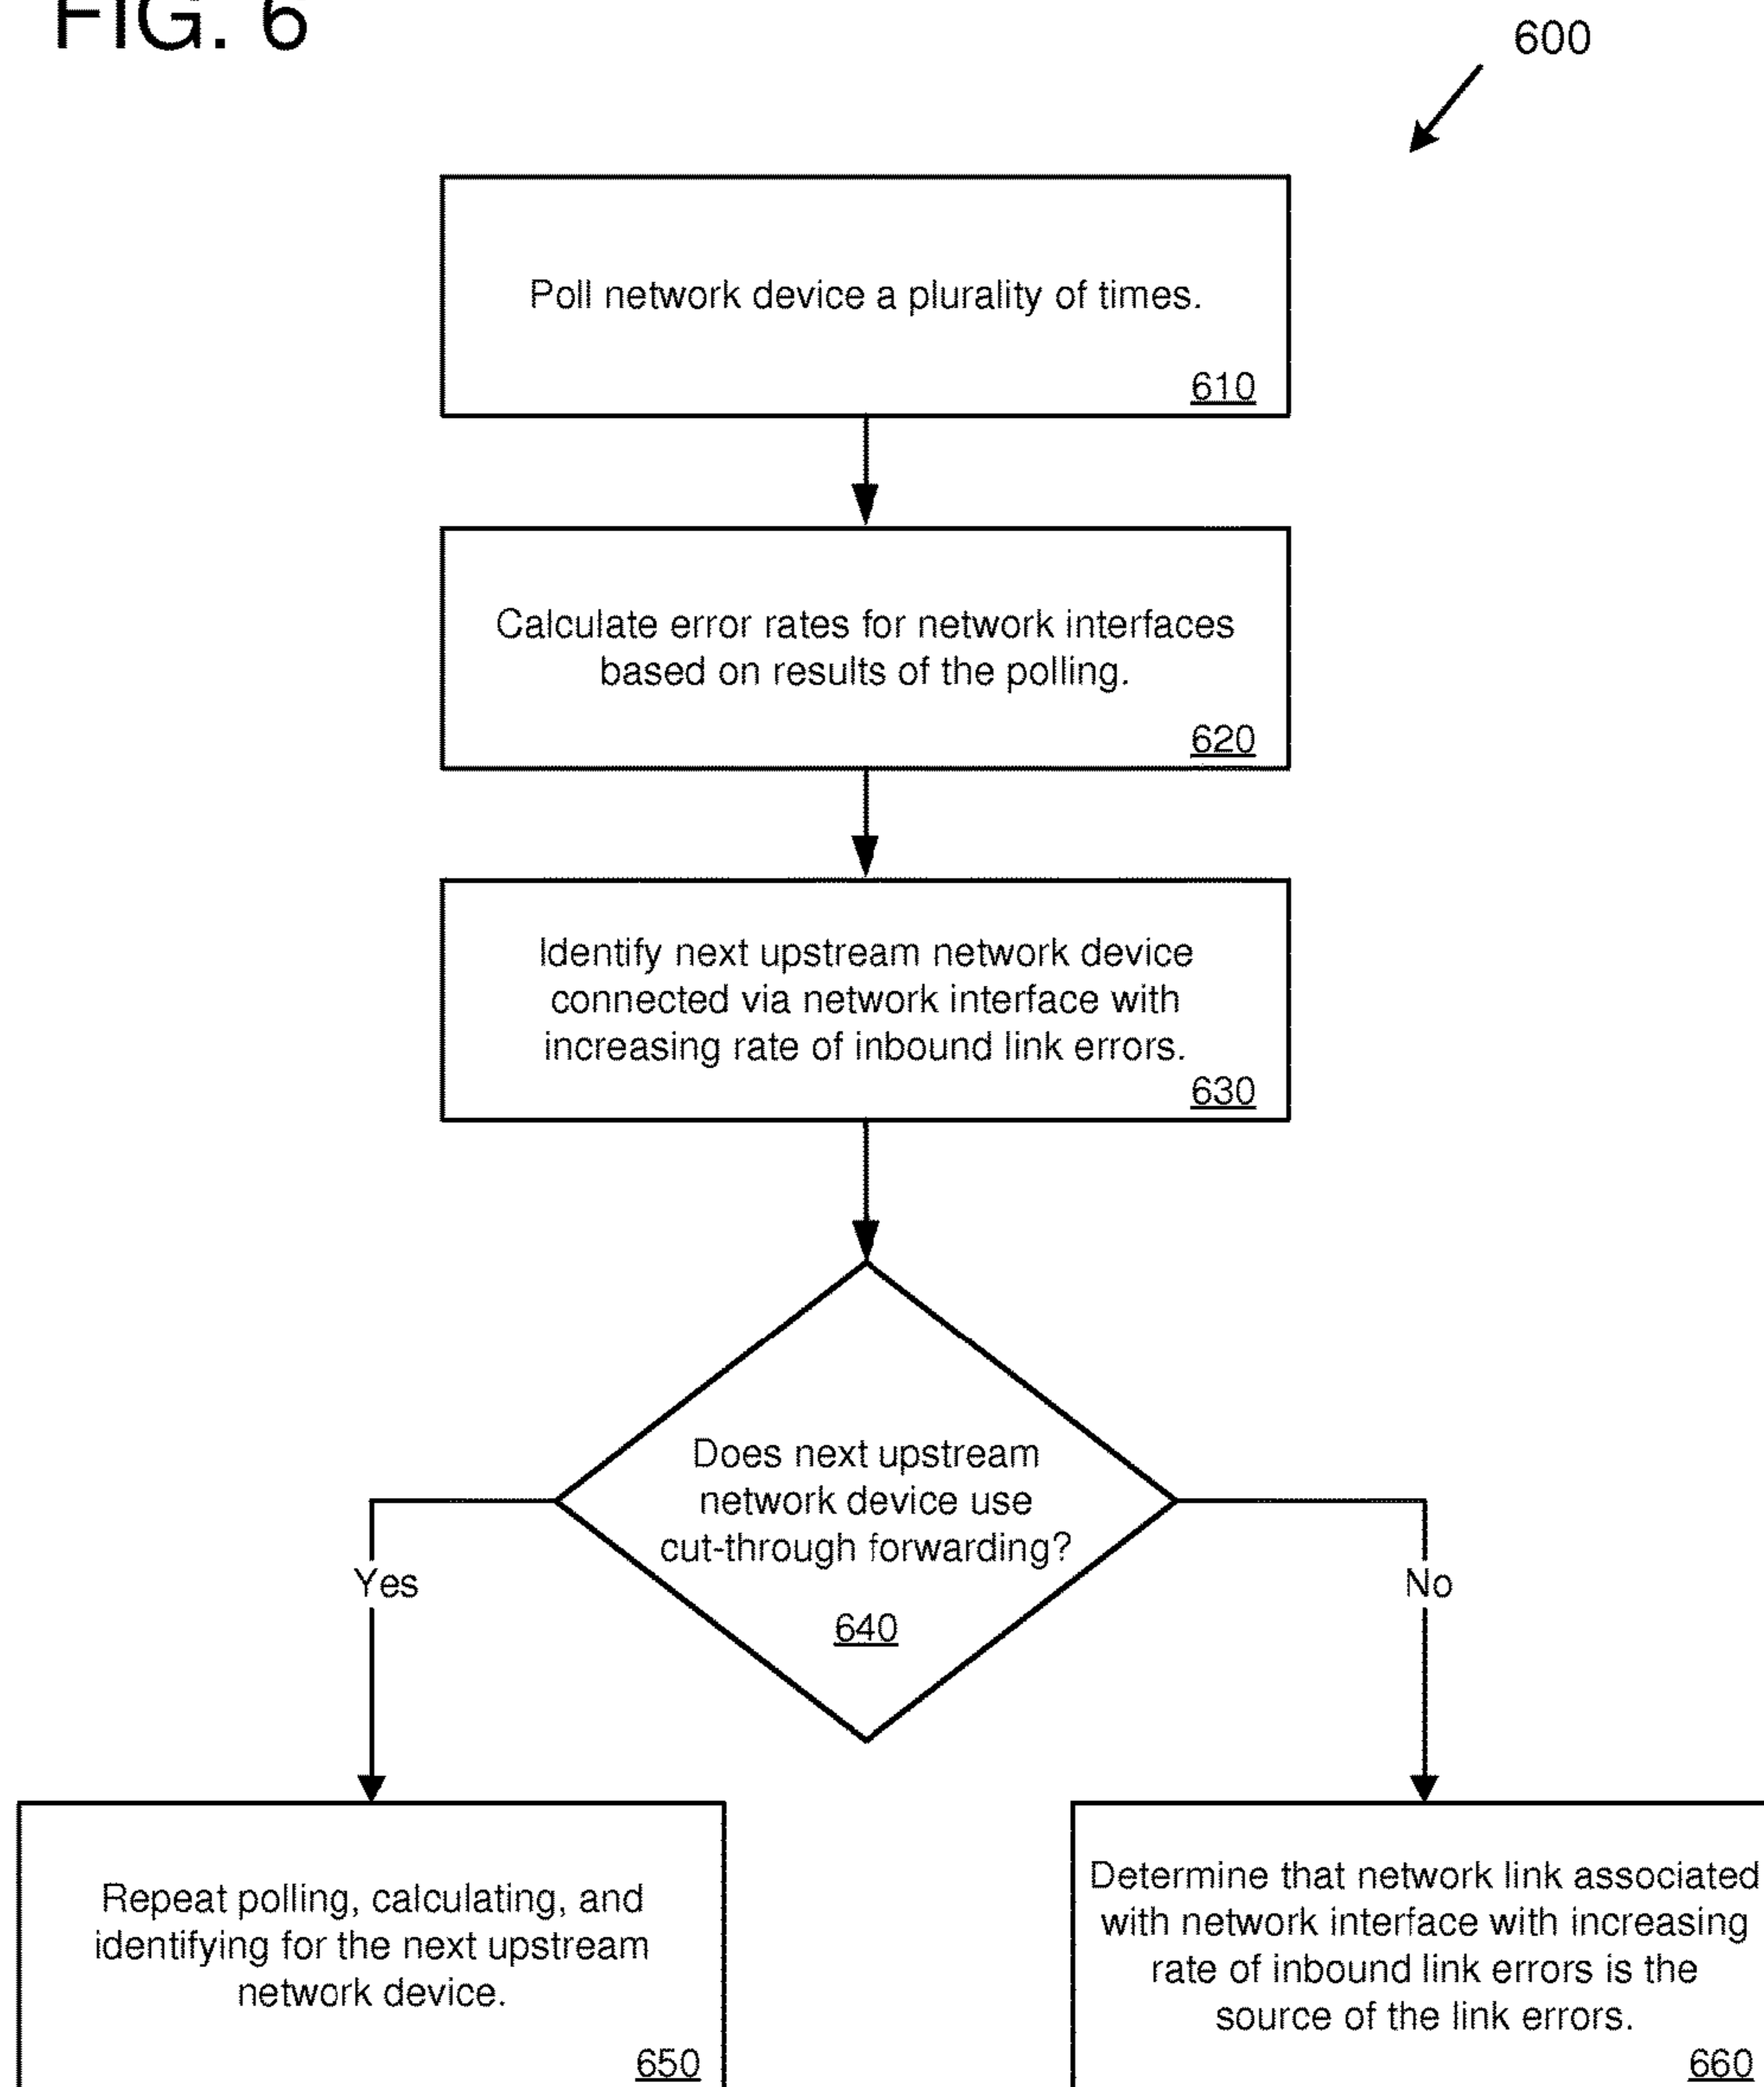 FIG. 6
600
Poll network device a plurality of times.
610
Calculate error rates for network interfaces
based on results of the polling.
620
Identify next upstream network device
connected via network interface with
increasing rate of inbound link errors.
630
Does next upstream
network device use
cut-through forwarding?
640
Yes
No
Repeat polling, calculating, and
identifying for the next upstream
network device.
650
Determine that network link associated
with network interface with increasing
rate of inbound link errors is the
source of the link errors.
660